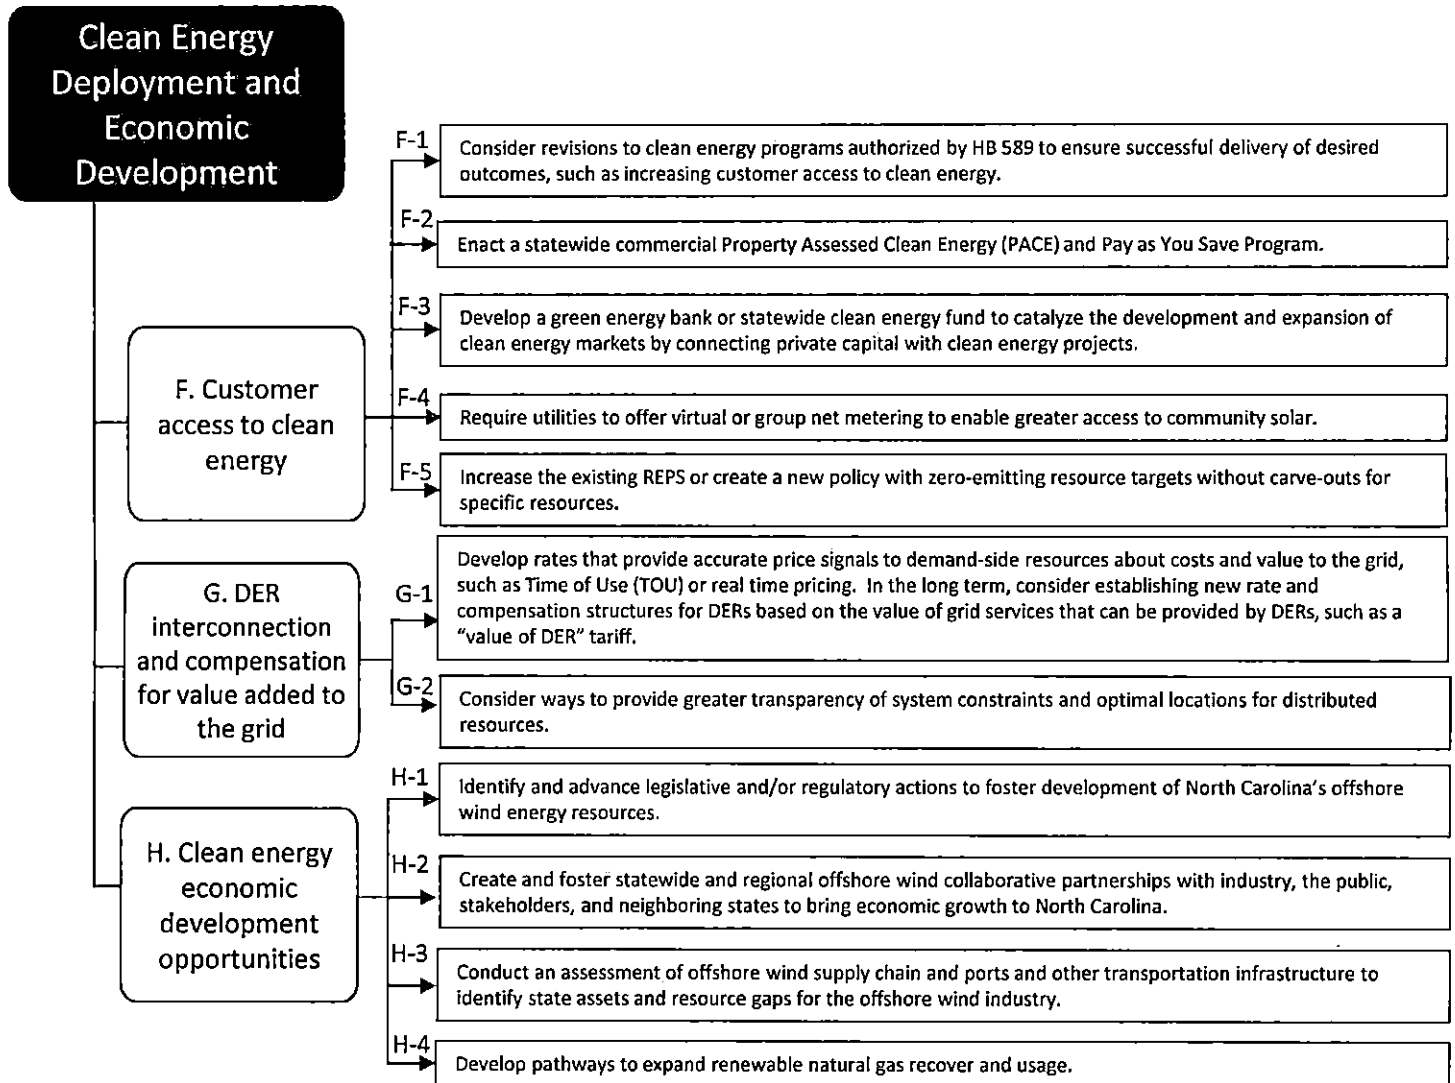 Clean Energy
Deployment and
Economic
Development
F. Customer
access to clean
energy
F-1
Consider revisions to clean energy programs authorized by HB 589 to ensure successful delivery of desired
outcomes, such as increasing customer access to clean energy.
F-2
Enact a statewide commercial Property Assessed Clean Energy (PACE) and Pay as You Save Program.
F-3
Develop a green energy bank or statewide clean energy fund to catalyze the development and expansion of
clean energy markets by connecting private capital with clean energy projects.
F-4
Require utilities to offer virtual or group net metering to enable greater access to community solar.
F-5
Increase the existing REPS or create a new policy with zero-emitting resource targets without carve-outs for
specific resources.
G. DER
interconnection
and compensation
for value added to
the grid
G-1
Develop rates that provide accurate price signals to demand-side resources about costs and value to the grid,
such as Time of Use (TOU) or real time pricing. In the long term, consider establishing new rate and
compensation structures for DERs based on the value of grid services that can be provided by DERs, such as a
“value of DER” tariff.
G-2
Consider ways to provide greater transparency of system constraints and optimal locations for distributed
resources.
H. Clean energy
economic
development
opportunities
H-1
Identify and advance legislative and/or regulatory actions to foster development of North Carolina’s offshore
wind energy resources.
H-2
Create and foster statewide and regional offshore wind collaborative partnerships with industry, the public,
stakeholders, and neighboring states to bring economic growth to North Carolina.
H-3
Conduct an assessment of offshore wind supply chain and ports and other transportation infrastructure to
identify state assets and resource gaps for the offshore wind industry.
H-4
Develop pathways to expand renewable natural gas recover and usage.